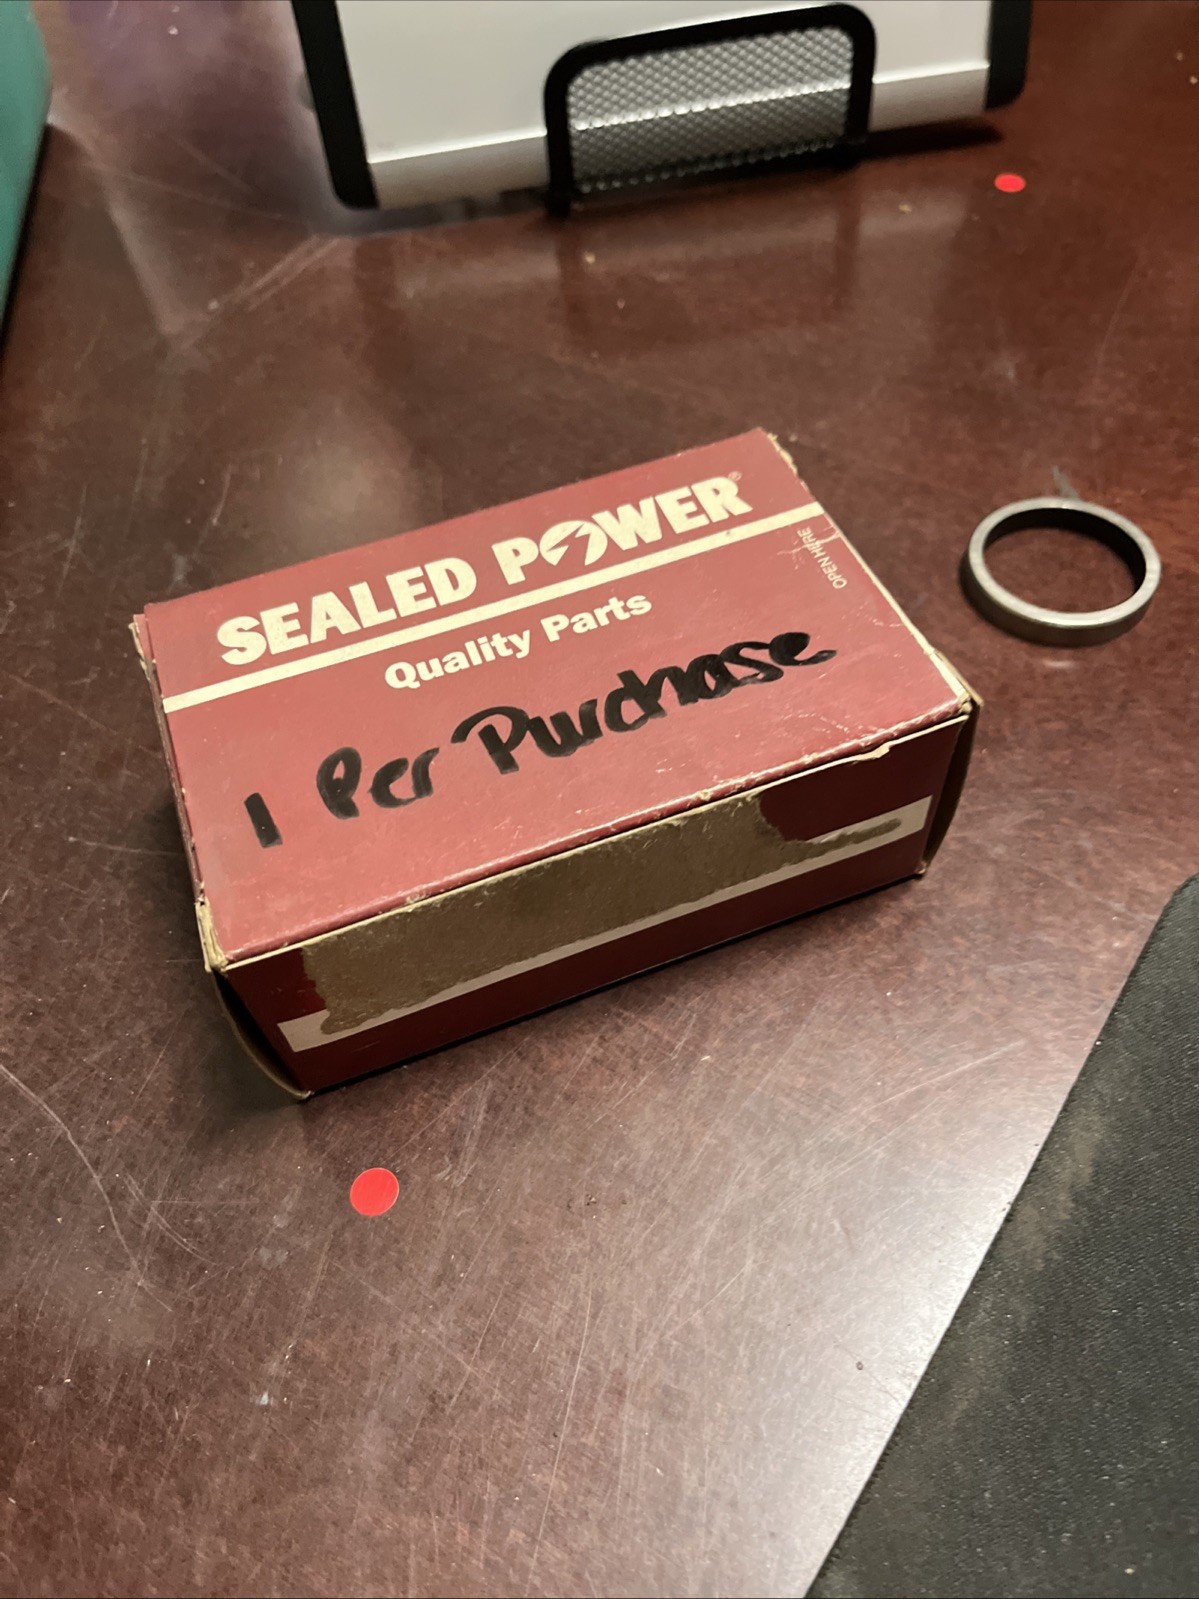 SEALED POWER®
Quality Parts
OPEN HERE
1 Per Purchase